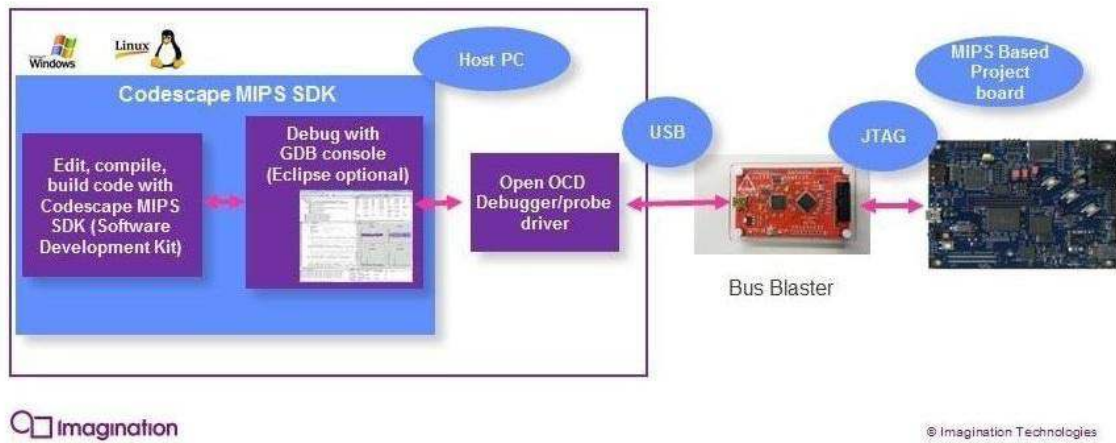 Windows
Linux
Host PC
MIPS Based
Project
board
Codescape MIPS SDK
USB
JTAG
Edit, compile,
build code with
Codescape MIPS
SDK (Software
Development Kit)
Debug with
GDB console
(Eclipse optional)
Open OCD
Debugger/probe
driver
Bus Blaster
Imagination
© Imagination Technologies